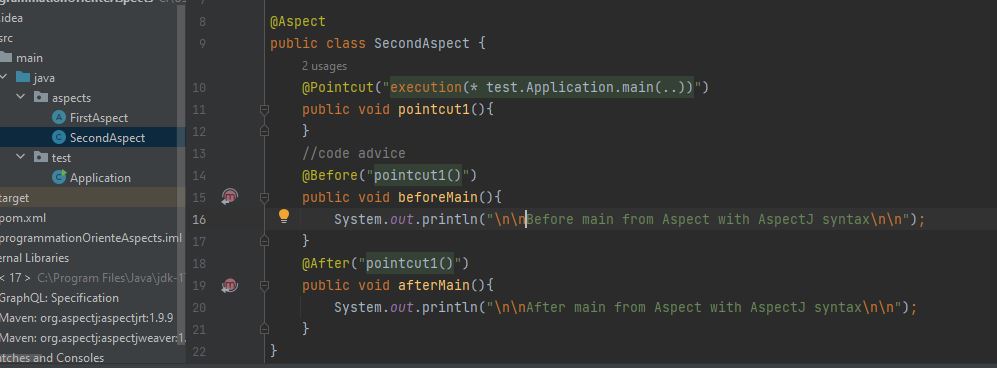 .idea
src
main
java
aspects
FirstAspect
SecondAspect
test
Application
target
pom.xml
programmationOrienteAspects.iml
ernal Libraries
< 17 > C:\Program Files\Java\jdk-1
GraphQL: Specification
Maven: org.aspectj:aspectjrt:1.9.9
Maven: org.aspectj:aspectjweaver:1.
atches and Consoles
8 @Aspect
9 public class SecondAspect {
2 usages
10 @Pointcut("execution(* test.Application.main(..))")
11 public void pointcut1(){
12 }
13 //code advice
14 @Before("pointcut1()")
15 public void beforeMain(){
16 System.out.println("\n\nBefore main from Aspect with AspectJ syntax\n\n");
17 }
18 @After("pointcut1()")
19 public void afterMain(){
20 System.out.println("\n\nAfter main from Aspect with AspectJ syntax\n\n");
21 }
22 }